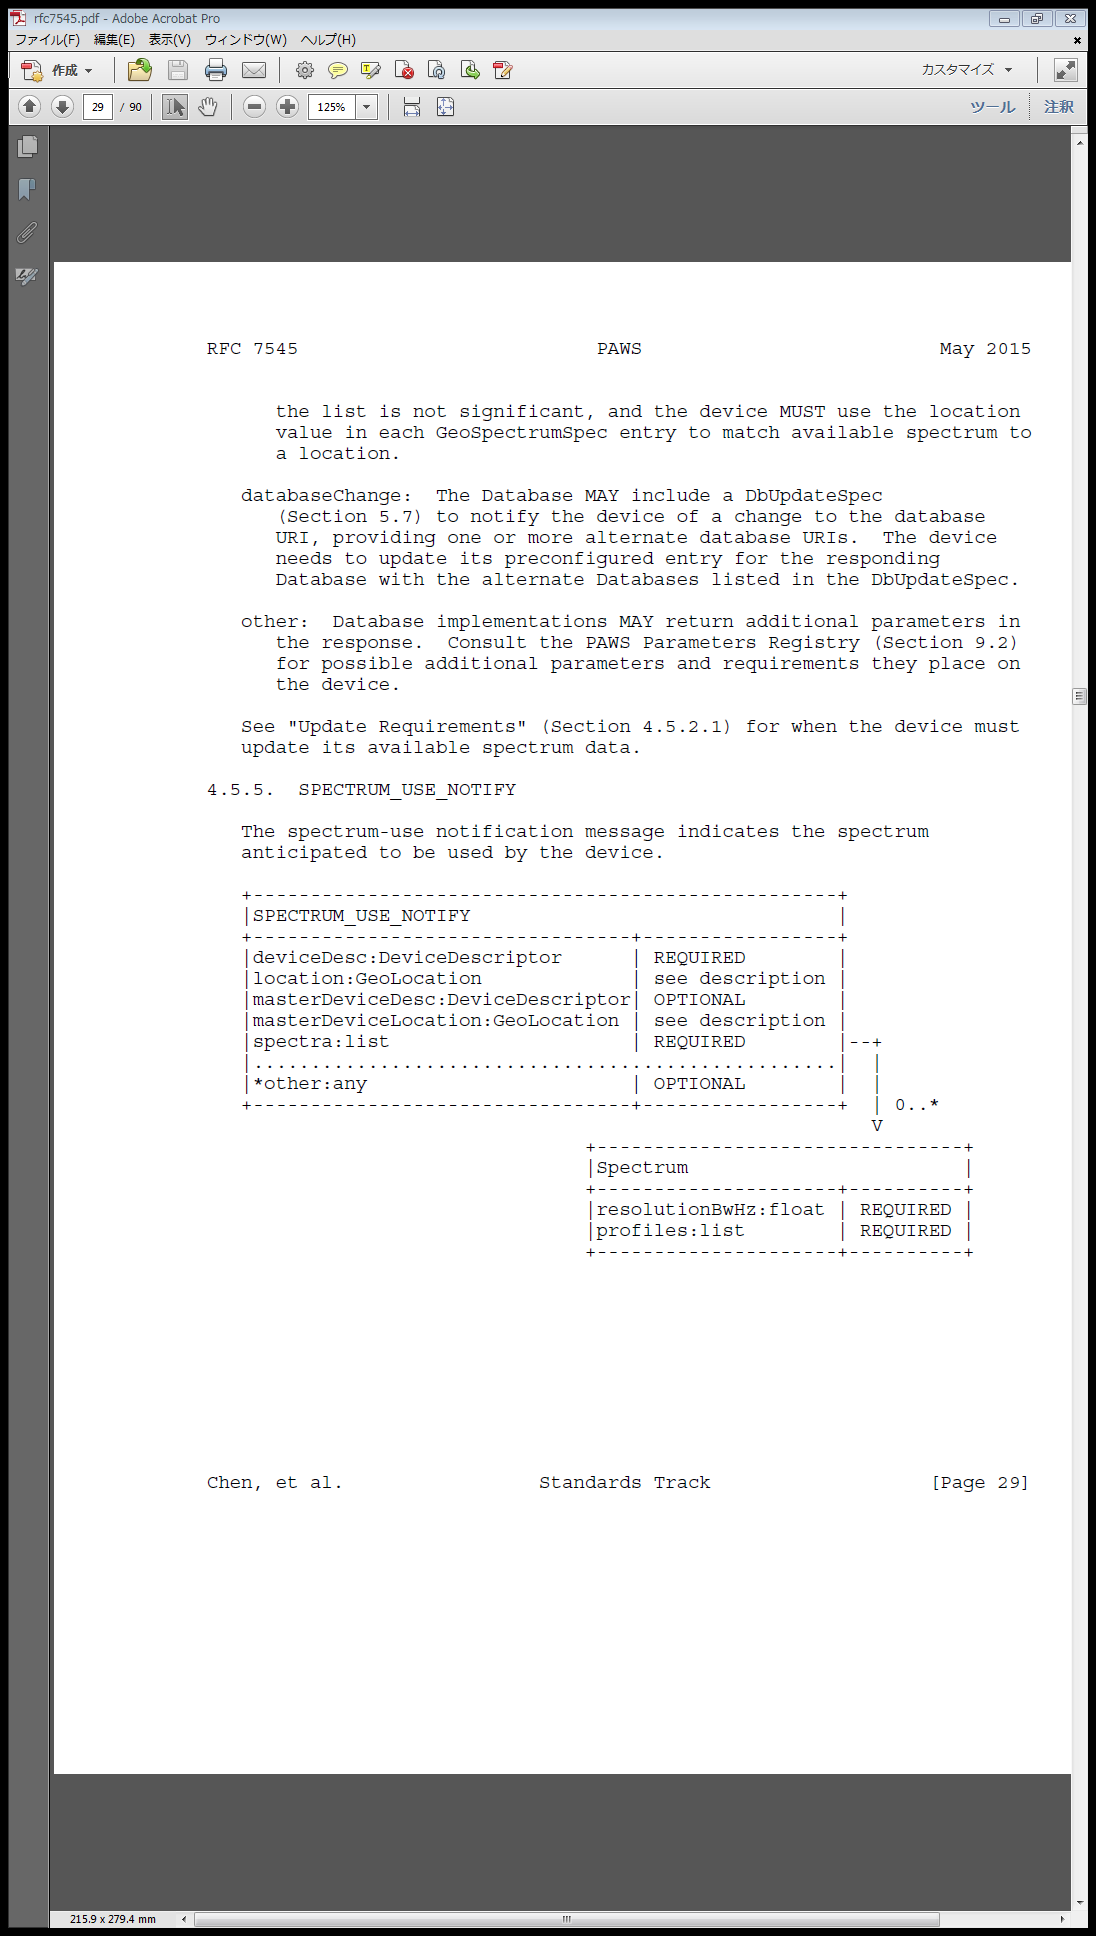 rfc7545.pdf - Adobe Acrobat Pro
ファイル(F) 編集(E) 表示(V) ウィンドウ(W) ヘルプ(H)
作成 カスタマイズ
29 / 90 125% ツール 注釈
RFC 7545 PAWS May 2015
the list is not significant, and the device MUST use the location
value in each GeoSpectrumSpec entry to match available spectrum to
a location.
databaseChange: The Database MAY include a DbUpdateSpec
(Section 5.7) to notify the device of a change to the database
URI, providing one or more alternate database URIs. The device
needs to update its preconfigured entry for the responding
Database with the alternate Databases listed in the DbUpdateSpec.
other: Database implementations MAY return additional parameters in
the response. Consult the PAWS Parameters Registry (Section 9.2)
for possible additional parameters and requirements they place on
the device.
See "Update Requirements" (Section 4.5.2.1) for when the device must
update its available spectrum data.
4.5.5. SPECTRUM_USE_NOTIFY
The spectrum-use notification message indicates the spectrum
anticipated to be used by the device.
+---------------------------------------------------+
|SPECTRUM_USE_NOTIFY                                |
+---------------------------------+-----------------+
|deviceDesc:DeviceDescriptor      | REQUIRED        |
|location:GeoLocation             | see description |
|masterDeviceDesc:DeviceDescriptor| OPTIONAL        |
|masterDeviceLocation:GeoLocation | see description |
|spectra:list                     | REQUIRED        |--+
|...................................................|  |
|*other:any                       | OPTIONAL        |  |
+---------------------------------+-----------------+  | 0..*
                                                       V
                              +--------------------------------+
                              |Spectrum                        |
                              +---------------------+----------+
                              |resolutionBwHz:float | REQUIRED |
                              |profiles:list        | REQUIRED |
                              +---------------------+----------+
Chen, et al. Standards Track [Page 29]
215.9 x 279.4 mm